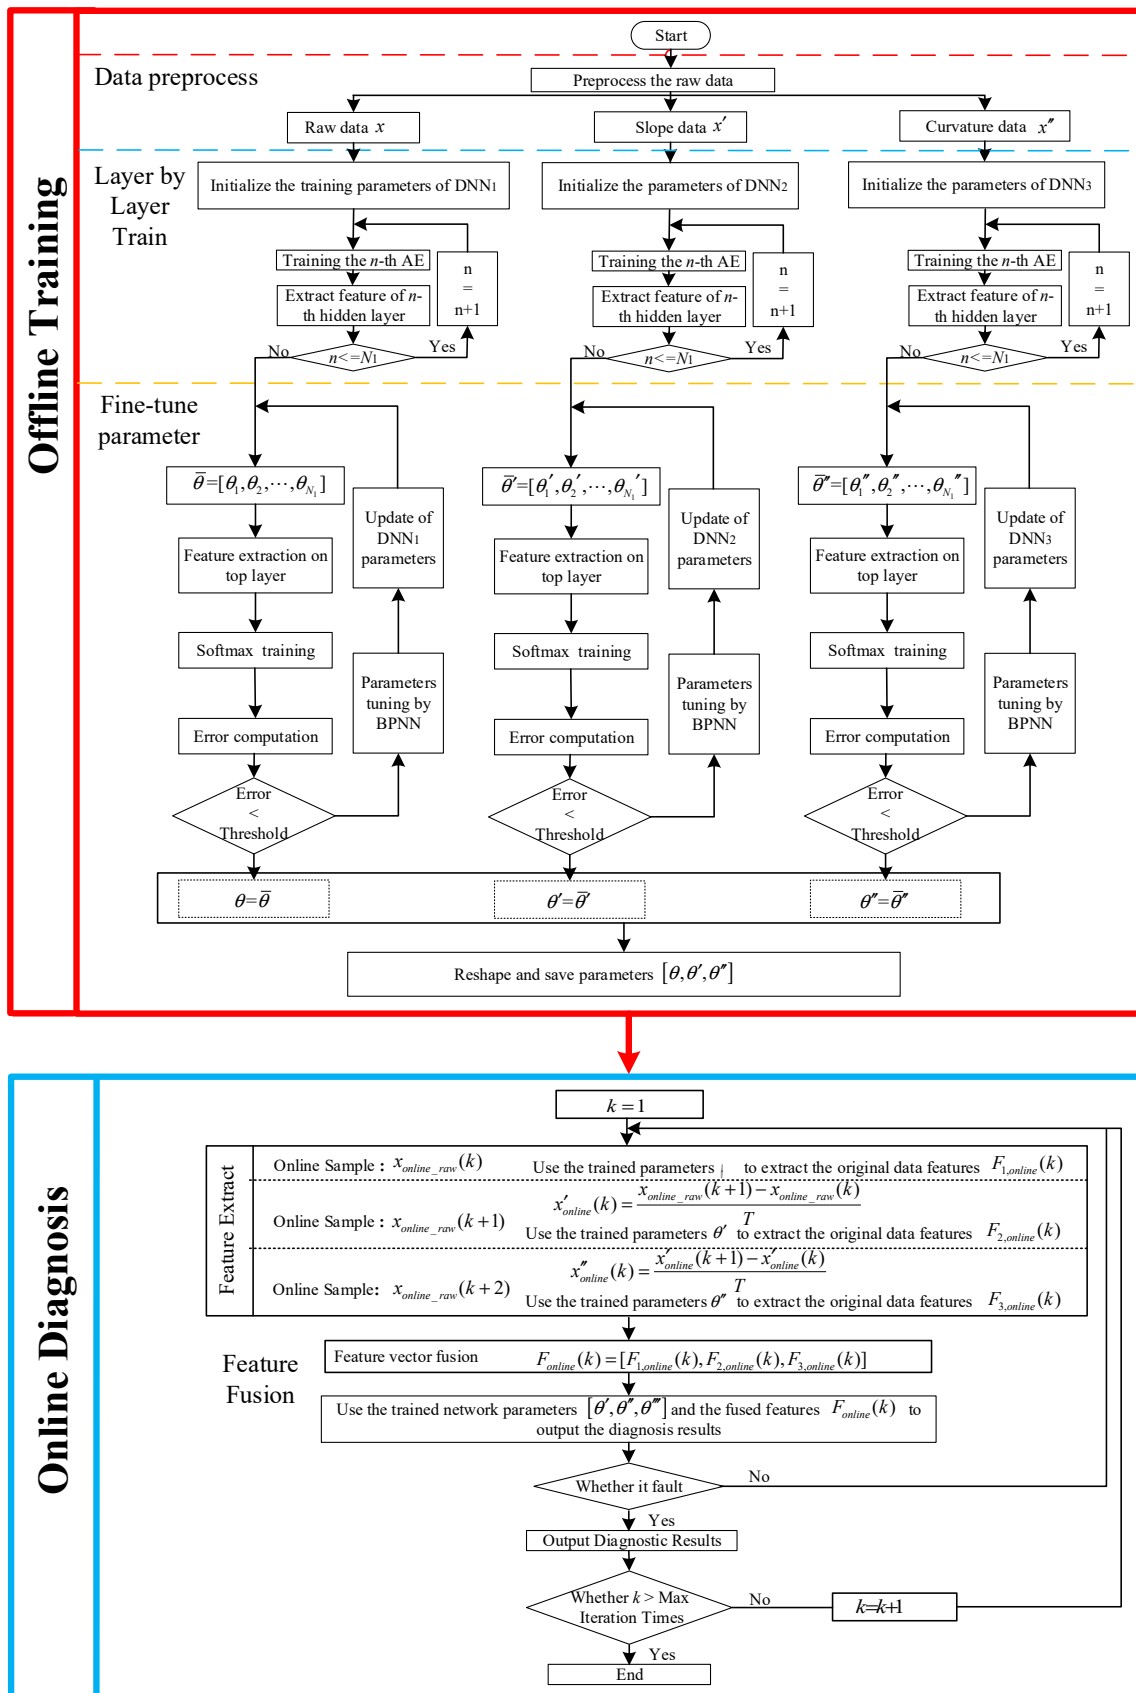 Offline Training
Start
Data preprocess
Preprocess the raw data
Raw data x
Slope data x′
Curvature data x″
Layer by
Layer
Train
Initialize the training parameters of DNN1
Initialize the parameters of DNN2
Initialize the parameters of DNN3
Training the n-th AE
Extract feature of n-
th hidden layer
n
=
n+1
No
n<=N1
Yes
Training the n-th AE
Extract feature of n-
th hidden layer
n
=
n+1
No
n<=N1
Yes
Training the n-th AE
Extract feature of n-
th hidden layer
n
=
n+1
No
n<=N1
Yes
Fine-tune
parameter
θ̅=[θ1,θ2,⋯,θN1]
Feature extraction on
top layer
Softmax training
Error computation
Error
<
Threshold
Update of
DNN1
parameters
Parameters
tuning by
BPNN
θ̅′=[θ1′,θ2′,⋯,θN1′]
Feature extraction on
top layer
Softmax training
Error computation
Error
<
Threshold
Update of
DNN2
parameters
Parameters
tuning by
BPNN
θ̅″=[θ1″,θ2″,⋯,θN1″]
Feature extraction on
top layer
Softmax training
Error computation
Error
<
Threshold
Update of
DNN3
parameters
Parameters
tuning by
BPNN
θ=θ̅
θ′=θ̅′
θ″=θ̅″
Reshape and save parameters [θ,θ′,θ″]
Online Diagnosis
k=1
Feature Extract
Online Sample: xonline_raw(k) Use the trained parameters to extract the original data features F1,online(k)
Online Sample: xonline_raw(k+1)
x′online(k)=(xonline_raw(k+1)−xonline_raw(k))/T
Use the trained parameters θ′ to extract the original data features F2,online(k)
Online Sample: xonline_raw(k+2)
x″online(k)=(x′online(k+1)−x′online(k))/T
Use the trained parameters θ″ to extract the original data features F3,online(k)
Feature
Fusion
Feature vector fusion Fonline(k)=[F1,online(k),F2,online(k),F3,online(k)]
Use the trained network parameters [θ′,θ″,θ‴] and the fused features Fonline(k) to
output the diagnosis results
Whether it fault
No
Yes
Output Diagnostic Results
Whether k > Max
Iteration Times
No
k=k+1
Yes
End